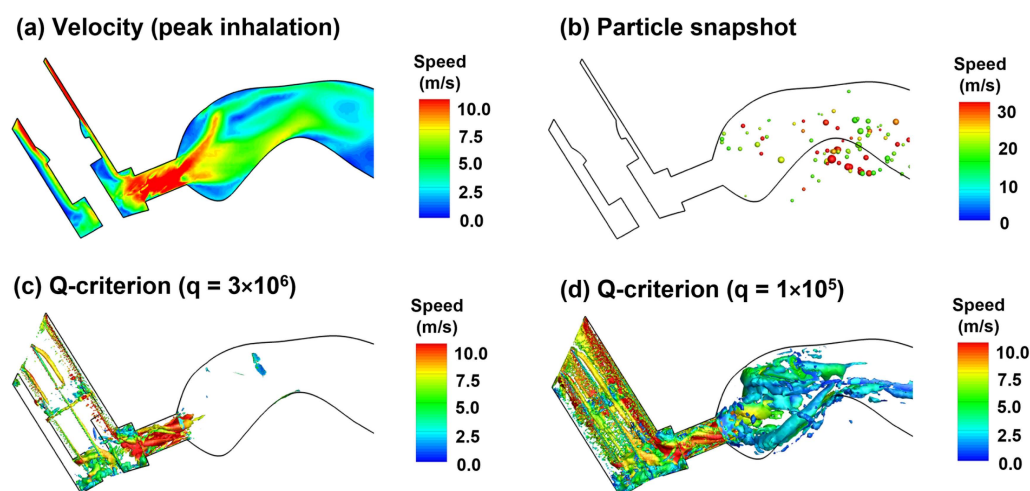 (a) Velocity (peak inhalation)
Speed
(m/s)
10.0
7.5
5.0
2.5
0.0
(b) Particle snapshot
Speed
(m/s)
30
20
10
0
(c) Q-criterion (q = 3×10⁶)
Speed
(m/s)
10.0
7.5
5.0
2.5
0.0
(d) Q-criterion (q = 1×10⁵)
Speed
(m/s)
10.0
7.5
5.0
2.5
0.0